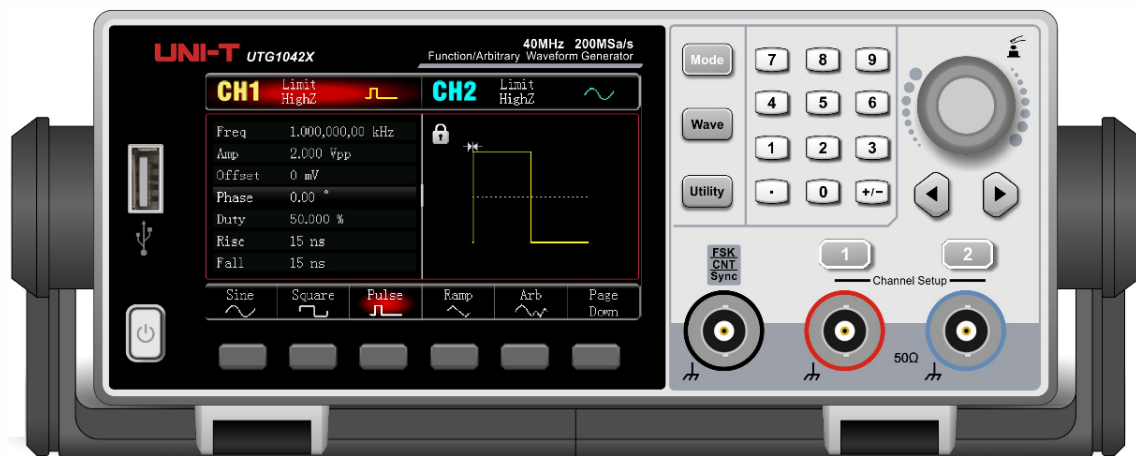 UNI-T UTG1042X
40MHz 200MSa/s
Function/Arbitrary Waveform Generator
CH1 Limit HighZ
CH2 Limit HighZ
Freq 1.000,000,00 kHz
Amp 2.000 Vpp
Offset 0 mV
Phase 0.00 °
Duty 50.000 %
Rise 15 ns
Fall 15 ns
Sine Square Pulse Ramp Arb Page Down
Mode
Wave
Utility
7 8 9
4 5 6
1 2 3
. 0 +/−
FSK
CNT
Sync
1 2
Channel Setup
50Ω